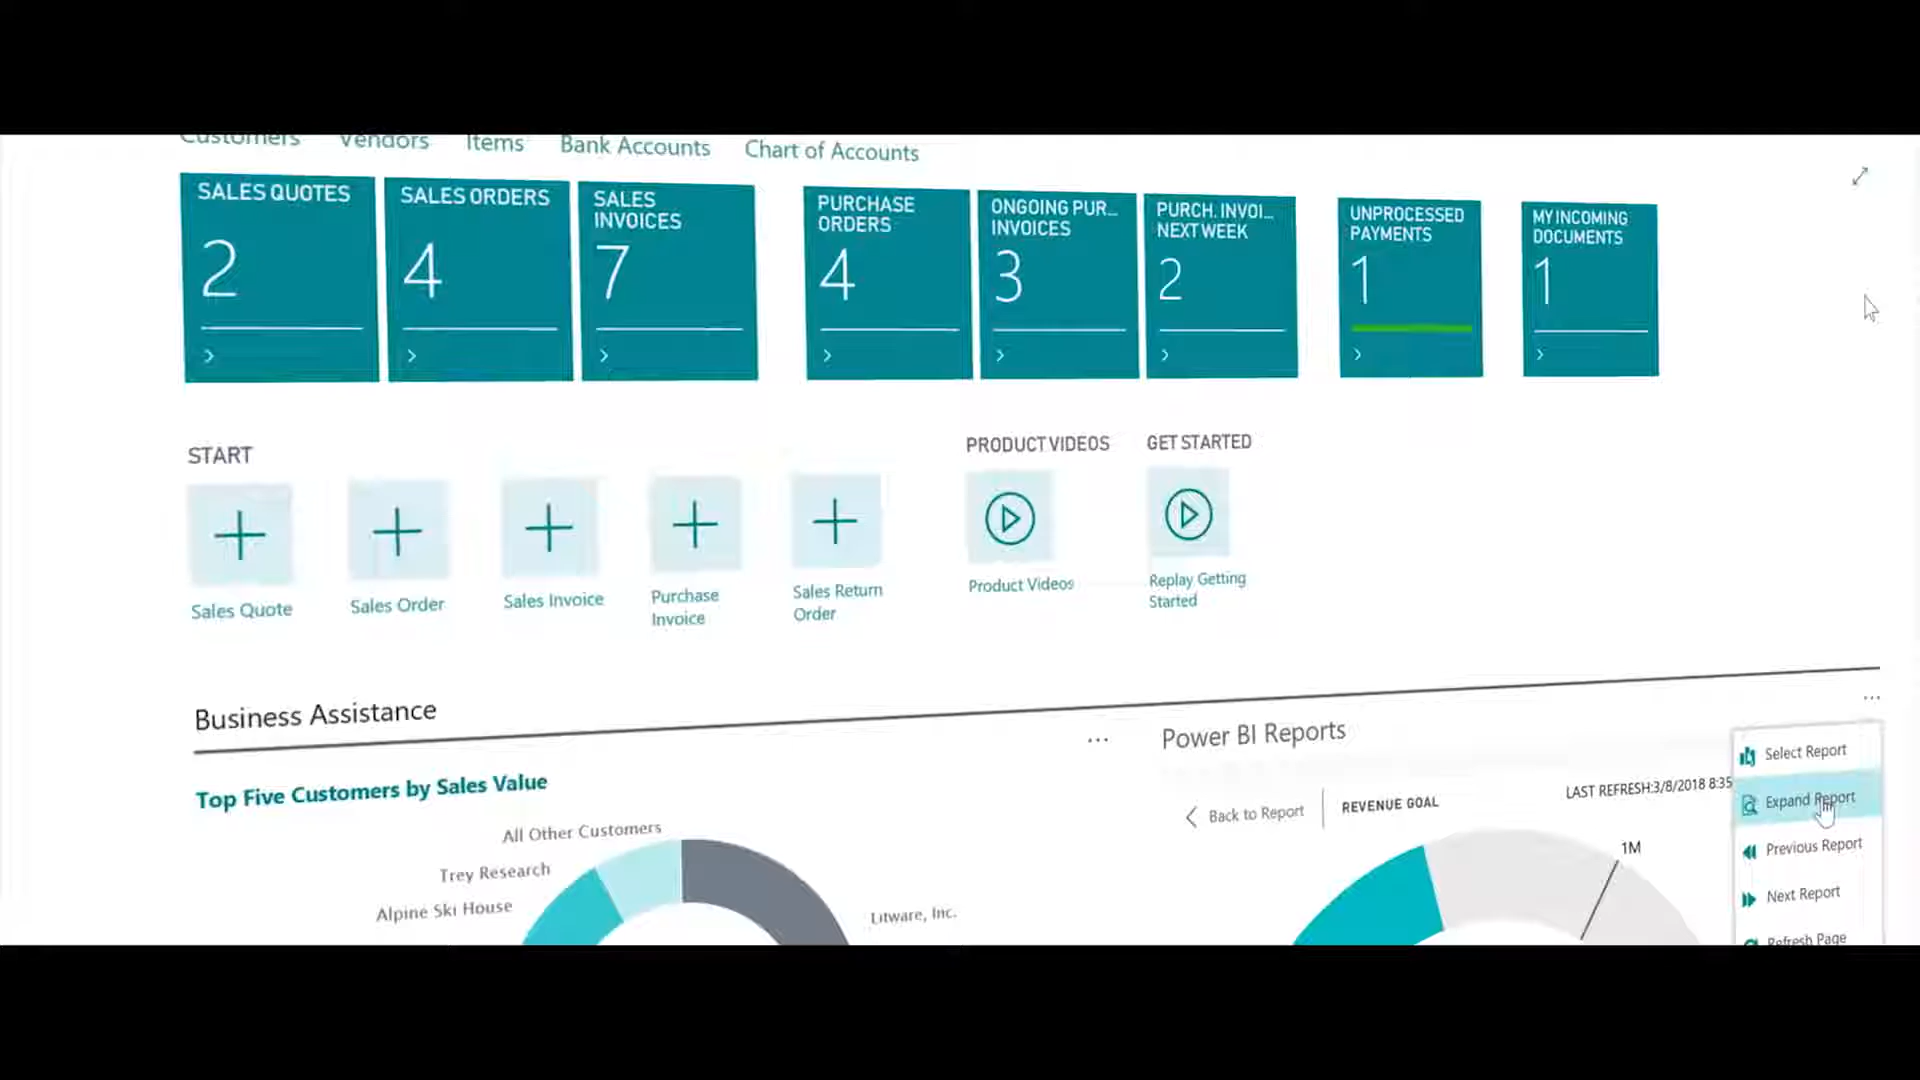 Customers Vendors Items Bank Accounts Chart of Accounts
SALES QUOTES
2
SALES ORDERS
4
SALES
INVOICES
7
PURCHASE
ORDERS
4
ONGOING PUR...
INVOICES
3
PURCH. INVOI...
NEXT WEEK
2
UNPROCESSED
PAYMENTS
1
MY INCOMING
DOCUMENTS
1
START
Sales Quote
Sales Order
Sales Invoice
Purchase
Invoice
Sales Return
Order
PRODUCT VIDEOS
Product Videos
GET STARTED
Replay Getting
Started
Business Assistance
Top Five Customers by Sales Value
All Other Customers
Trey Research
Alpine Ski House
Litware, Inc.
Power BI Reports
Back to Report
REVENUE GOAL
LAST REFRESH:3/8/2018 8:35
1M
Select Report
Expand Report
Previous Report
Next Report
Refresh Page